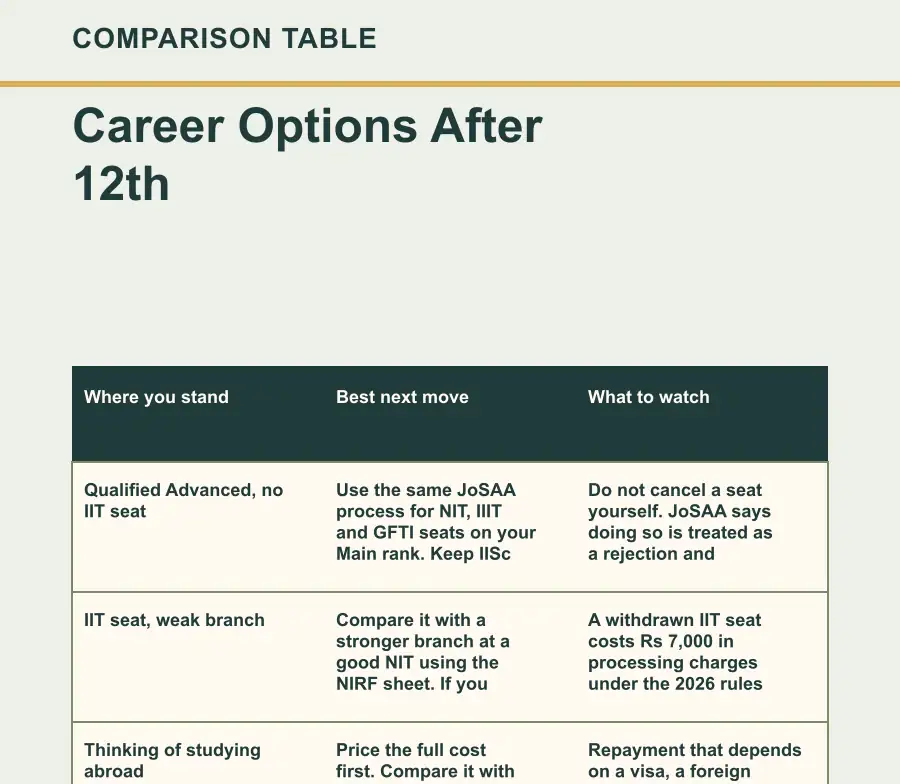 COMPARISON TABLE
Career Options After
12th
Where you stand
Best next move
What to watch
Qualified Advanced, no
IIT seat
Use the same JoSAA
process for NIT, IIIT
and GFTI seats on your
Main rank. Keep IISc
Do not cancel a seat
yourself. JoSAA says
doing so is treated as
a rejection and
IIT seat, weak branch
Compare it with a
stronger branch at a
good NIT using the
NIRF sheet. If you
A withdrawn IIT seat
costs Rs 7,000 in
processing charges
under the 2026 rules
Thinking of studying
abroad
Price the full cost
first. Compare it with
Repayment that depends
on a visa, a foreign